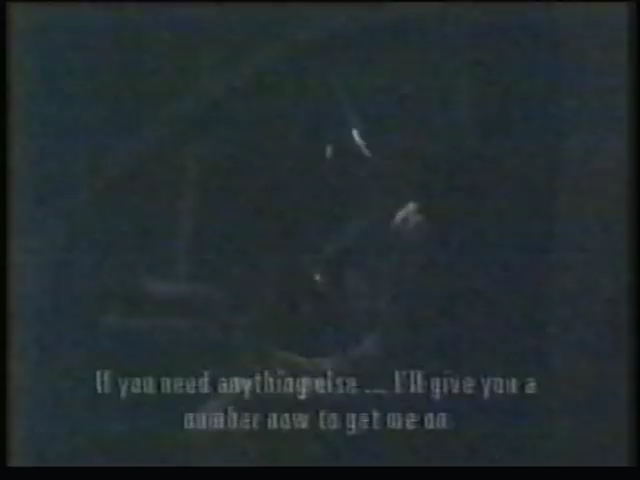 If you need anything else .... I'll give you a
number now to get me on